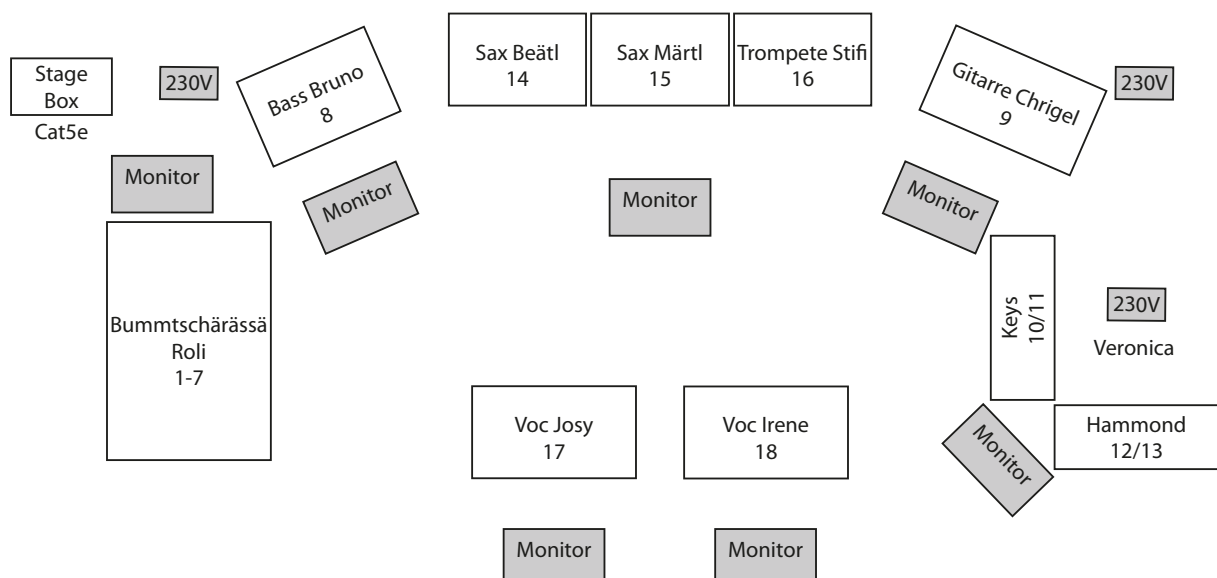 Stage
Box
Cat5e
230V
Bass Bruno
8
Sax Beätl
14
Sax Märtl
15
Trompete Stifi
16
Gitarre Chrigel
9
230V
Monitor
Monitor
Monitor
Monitor
Bummtschärässä
Roli
1-7
Keys
10/11
230V
Veronica
Voc Josy
17
Voc Irene
18
Monitor
Hammond
12/13
Monitor
Monitor